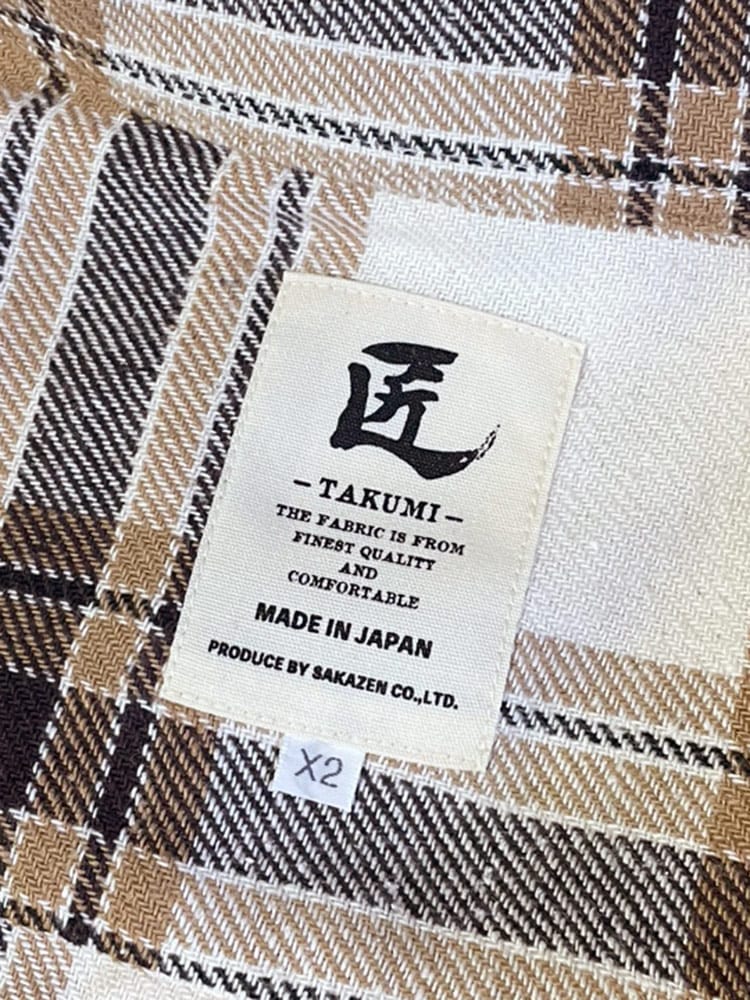 匠
-TAKUMI-
THE FABRIC IS FROM
FINEST QUALITY
AND
COMFORTABLE
MADE IN JAPAN
PRODUCE BY SAKAZEN CO.,LTD.
X2